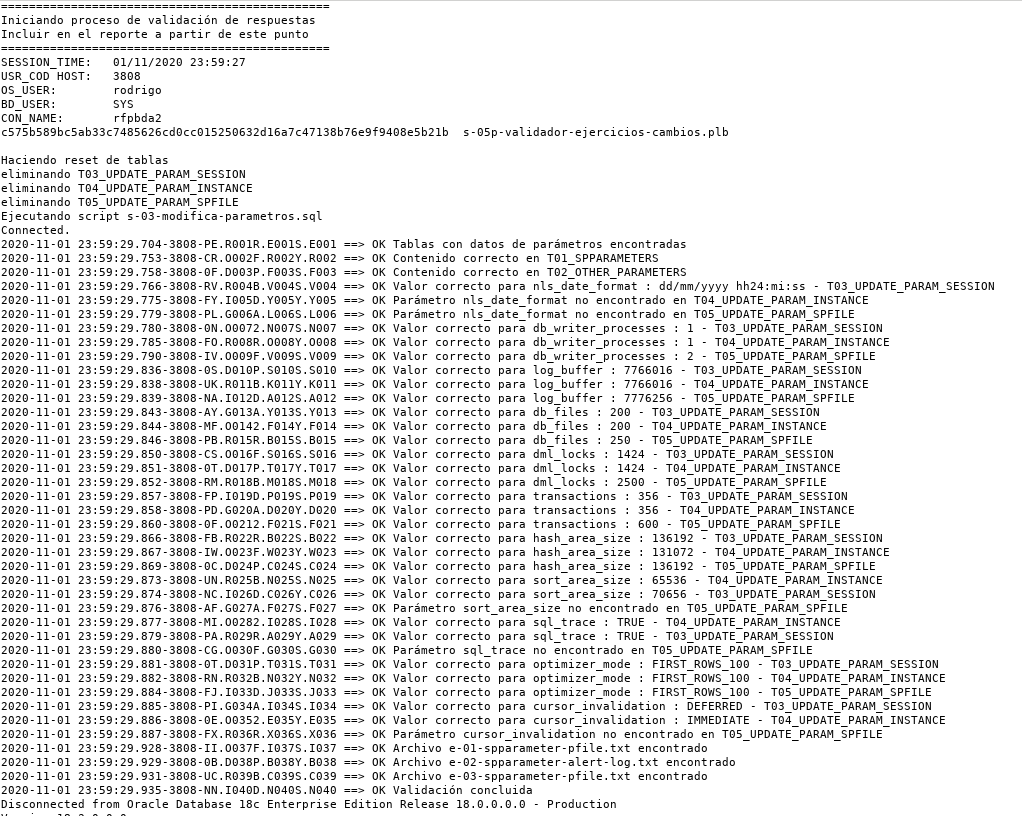 ===============================================
Iniciando proceso de validación de respuestas
Incluir en el reporte a partir de este punto
===============================================
SESSION_TIME: 01/11/2020 23:59:27
USR_COD HOST: 3808
OS_USER: rodrigo
BD_USER: SYS
CON_NAME: rfpbda2
c575b589bc5ab33c7485626cd0cc015250632d16a7c47138b76e9f9408e5b21b s-05p-validador-ejercicios-cambios.plb
Haciendo reset de tablas
eliminando T03_UPDATE_PARAM_SESSION
eliminando T04_UPDATE_PARAM_INSTANCE
eliminando T05_UPDATE_PARAM_SPFILE
Ejecutando script s-03-modifica-parametros.sql
Connected.
2020-11-01 23:59:29.704-3808-PE.R001R.E001S.E001 ==> OK Tablas con datos de parámetros encontradas
2020-11-01 23:59:29.753-3808-CR.O002F.R002Y.R002 ==> OK Contenido correcto en T01_SPPARAMETERS
2020-11-01 23:59:29.758-3808-0F.D003P.F003S.F003 ==> OK Contenido correcto en T02_OTHER_PARAMETERS
2020-11-01 23:59:29.766-3808-RV.R004B.V004S.V004 ==> OK Valor correcto para nls_date_format : dd/mm/yyyy hh24:mi:ss - T03_UPDATE_PARAM_SESSION
2020-11-01 23:59:29.775-3808-FY.I005D.Y005Y.Y005 ==> OK Parámetro nls_date_format no encontrado en T04_UPDATE_PARAM_INSTANCE
2020-11-01 23:59:29.779-3808-PL.G006A.L006S.L006 ==> OK Parámetro nls_date_format no encontrado en T05_UPDATE_PARAM_SPFILE
2020-11-01 23:59:29.780-3808-0N.O0072.N007S.N007 ==> OK Valor correcto para db_writer_processes : 1 - T03_UPDATE_PARAM_SESSION
2020-11-01 23:59:29.785-3808-FO.R008R.O008Y.O008 ==> OK Valor correcto para db_writer_processes : 1 - T04_UPDATE_PARAM_INSTANCE
2020-11-01 23:59:29.790-3808-IV.O009F.V009S.V009 ==> OK Valor correcto para db_writer_processes : 2 - T05_UPDATE_PARAM_SPFILE
2020-11-01 23:59:29.836-3808-0S.D010P.S010S.S010 ==> OK Valor correcto para log_buffer : 7766016 - T03_UPDATE_PARAM_SESSION
2020-11-01 23:59:29.838-3808-UK.R011B.K011Y.K011 ==> OK Valor correcto para log_buffer : 7766016 - T04_UPDATE_PARAM_INSTANCE
2020-11-01 23:59:29.839-3808-NA.I012D.A012S.A012 ==> OK Valor correcto para log_buffer : 7776256 - T05_UPDATE_PARAM_SPFILE
2020-11-01 23:59:29.843-3808-AY.G013A.Y013S.Y013 ==> OK Valor correcto para db_files : 200 - T03_UPDATE_PARAM_SESSION
2020-11-01 23:59:29.844-3808-MF.O0142.F014Y.F014 ==> OK Valor correcto para db_files : 200 - T04_UPDATE_PARAM_INSTANCE
2020-11-01 23:59:29.846-3808-PB.R015R.B015S.B015 ==> OK Valor correcto para db_files : 250 - T05_UPDATE_PARAM_SPFILE
2020-11-01 23:59:29.850-3808-CS.O016F.S016S.S016 ==> OK Valor correcto para dml_locks : 1424 - T03_UPDATE_PARAM_SESSION
2020-11-01 23:59:29.851-3808-0T.D017P.T017Y.T017 ==> OK Valor correcto para dml_locks : 1424 - T04_UPDATE_PARAM_INSTANCE
2020-11-01 23:59:29.852-3808-RM.R018B.M018S.M018 ==> OK Valor correcto para dml_locks : 2500 - T05_UPDATE_PARAM_SPFILE
2020-11-01 23:59:29.857-3808-FP.I019D.P019S.P019 ==> OK Valor correcto para transactions : 356 - T03_UPDATE_PARAM_SESSION
2020-11-01 23:59:29.858-3808-PD.G020A.D020Y.D020 ==> OK Valor correcto para transactions : 356 - T04_UPDATE_PARAM_INSTANCE
2020-11-01 23:59:29.860-3808-0F.O0212.F021S.F021 ==> OK Valor correcto para transactions : 600 - T05_UPDATE_PARAM_SPFILE
2020-11-01 23:59:29.866-3808-FB.R022R.B022S.B022 ==> OK Valor correcto para hash_area_size : 136192 - T03_UPDATE_PARAM_SESSION
2020-11-01 23:59:29.867-3808-IW.O023F.W023Y.W023 ==> OK Valor correcto para hash_area_size : 131072 - T04_UPDATE_PARAM_INSTANCE
2020-11-01 23:59:29.869-3808-0C.D024P.C024S.C024 ==> OK Valor correcto para hash_area_size : 136192 - T05_UPDATE_PARAM_SPFILE
2020-11-01 23:59:29.873-3808-UN.R025B.N025S.N025 ==> OK Valor correcto para sort_area_size : 65536 - T04_UPDATE_PARAM_INSTANCE
2020-11-01 23:59:29.874-3808-NC.I026D.C026Y.C026 ==> OK Valor correcto para sort_area_size : 70656 - T03_UPDATE_PARAM_SESSION
2020-11-01 23:59:29.876-3808-AF.G027A.F027S.F027 ==> OK Parámetro sort_area_size no encontrado en T05_UPDATE_PARAM_SPFILE
2020-11-01 23:59:29.877-3808-MI.O0282.I028S.I028 ==> OK Valor correcto para sql_trace : TRUE - T04_UPDATE_PARAM_INSTANCE
2020-11-01 23:59:29.879-3808-PA.R029R.A029Y.A029 ==> OK Valor correcto para sql_trace : TRUE - T03_UPDATE_PARAM_SESSION
2020-11-01 23:59:29.880-3808-CG.O030F.G030S.G030 ==> OK Parámetro sql_trace no encontrado en T05_UPDATE_PARAM_SPFILE
2020-11-01 23:59:29.881-3808-0T.D031P.T031S.T031 ==> OK Valor correcto para optimizer_mode : FIRST_ROWS_100 - T03_UPDATE_PARAM_SESSION
2020-11-01 23:59:29.882-3808-RN.R032B.N032Y.N032 ==> OK Valor correcto para optimizer_mode : FIRST_ROWS_100 - T04_UPDATE_PARAM_INSTANCE
2020-11-01 23:59:29.884-3808-FJ.I033D.J033S.J033 ==> OK Valor correcto para optimizer_mode : FIRST_ROWS_100 - T05_UPDATE_PARAM_SPFILE
2020-11-01 23:59:29.885-3808-PI.G034A.I034S.I034 ==> OK Valor correcto para cursor_invalidation : DEFERRED - T03_UPDATE_PARAM_SESSION
2020-11-01 23:59:29.886-3808-0E.O0352.E035Y.E035 ==> OK Valor correcto para cursor_invalidation : IMMEDIATE - T04_UPDATE_PARAM_INSTANCE
2020-11-01 23:59:29.887-3808-FX.R036R.X036S.X036 ==> OK Parámetro cursor_invalidation no encontrado en T05_UPDATE_PARAM_SPFILE
2020-11-01 23:59:29.928-3808-II.O037F.I037S.I037 ==> OK Archivo e-01-spparameter-pfile.txt encontrado
2020-11-01 23:59:29.929-3808-0B.D038P.B038Y.B038 ==> OK Archivo e-02-spparameter-alert-log.txt encontrado
2020-11-01 23:59:29.931-3808-UC.R039B.C039S.C039 ==> OK Archivo e-03-spparameter-pfile.txt encontrado
2020-11-01 23:59:29.935-3808-NN.I040D.N040S.N040 ==> OK Validación concluida
Disconnected from Oracle Database 18c Enterprise Edition Release 18.0.0.0.0 - Production